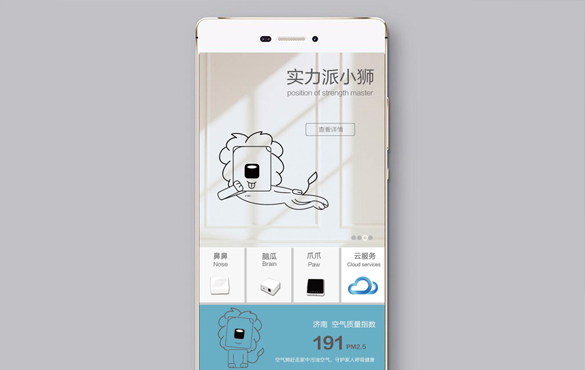 实力派小狮
position of strength master
查看详情
鼻鼻
Nose
脑瓜
Brain
爪爪
Paw
云服务
Cloud services
济南 空气质量指数
191 PM2.5